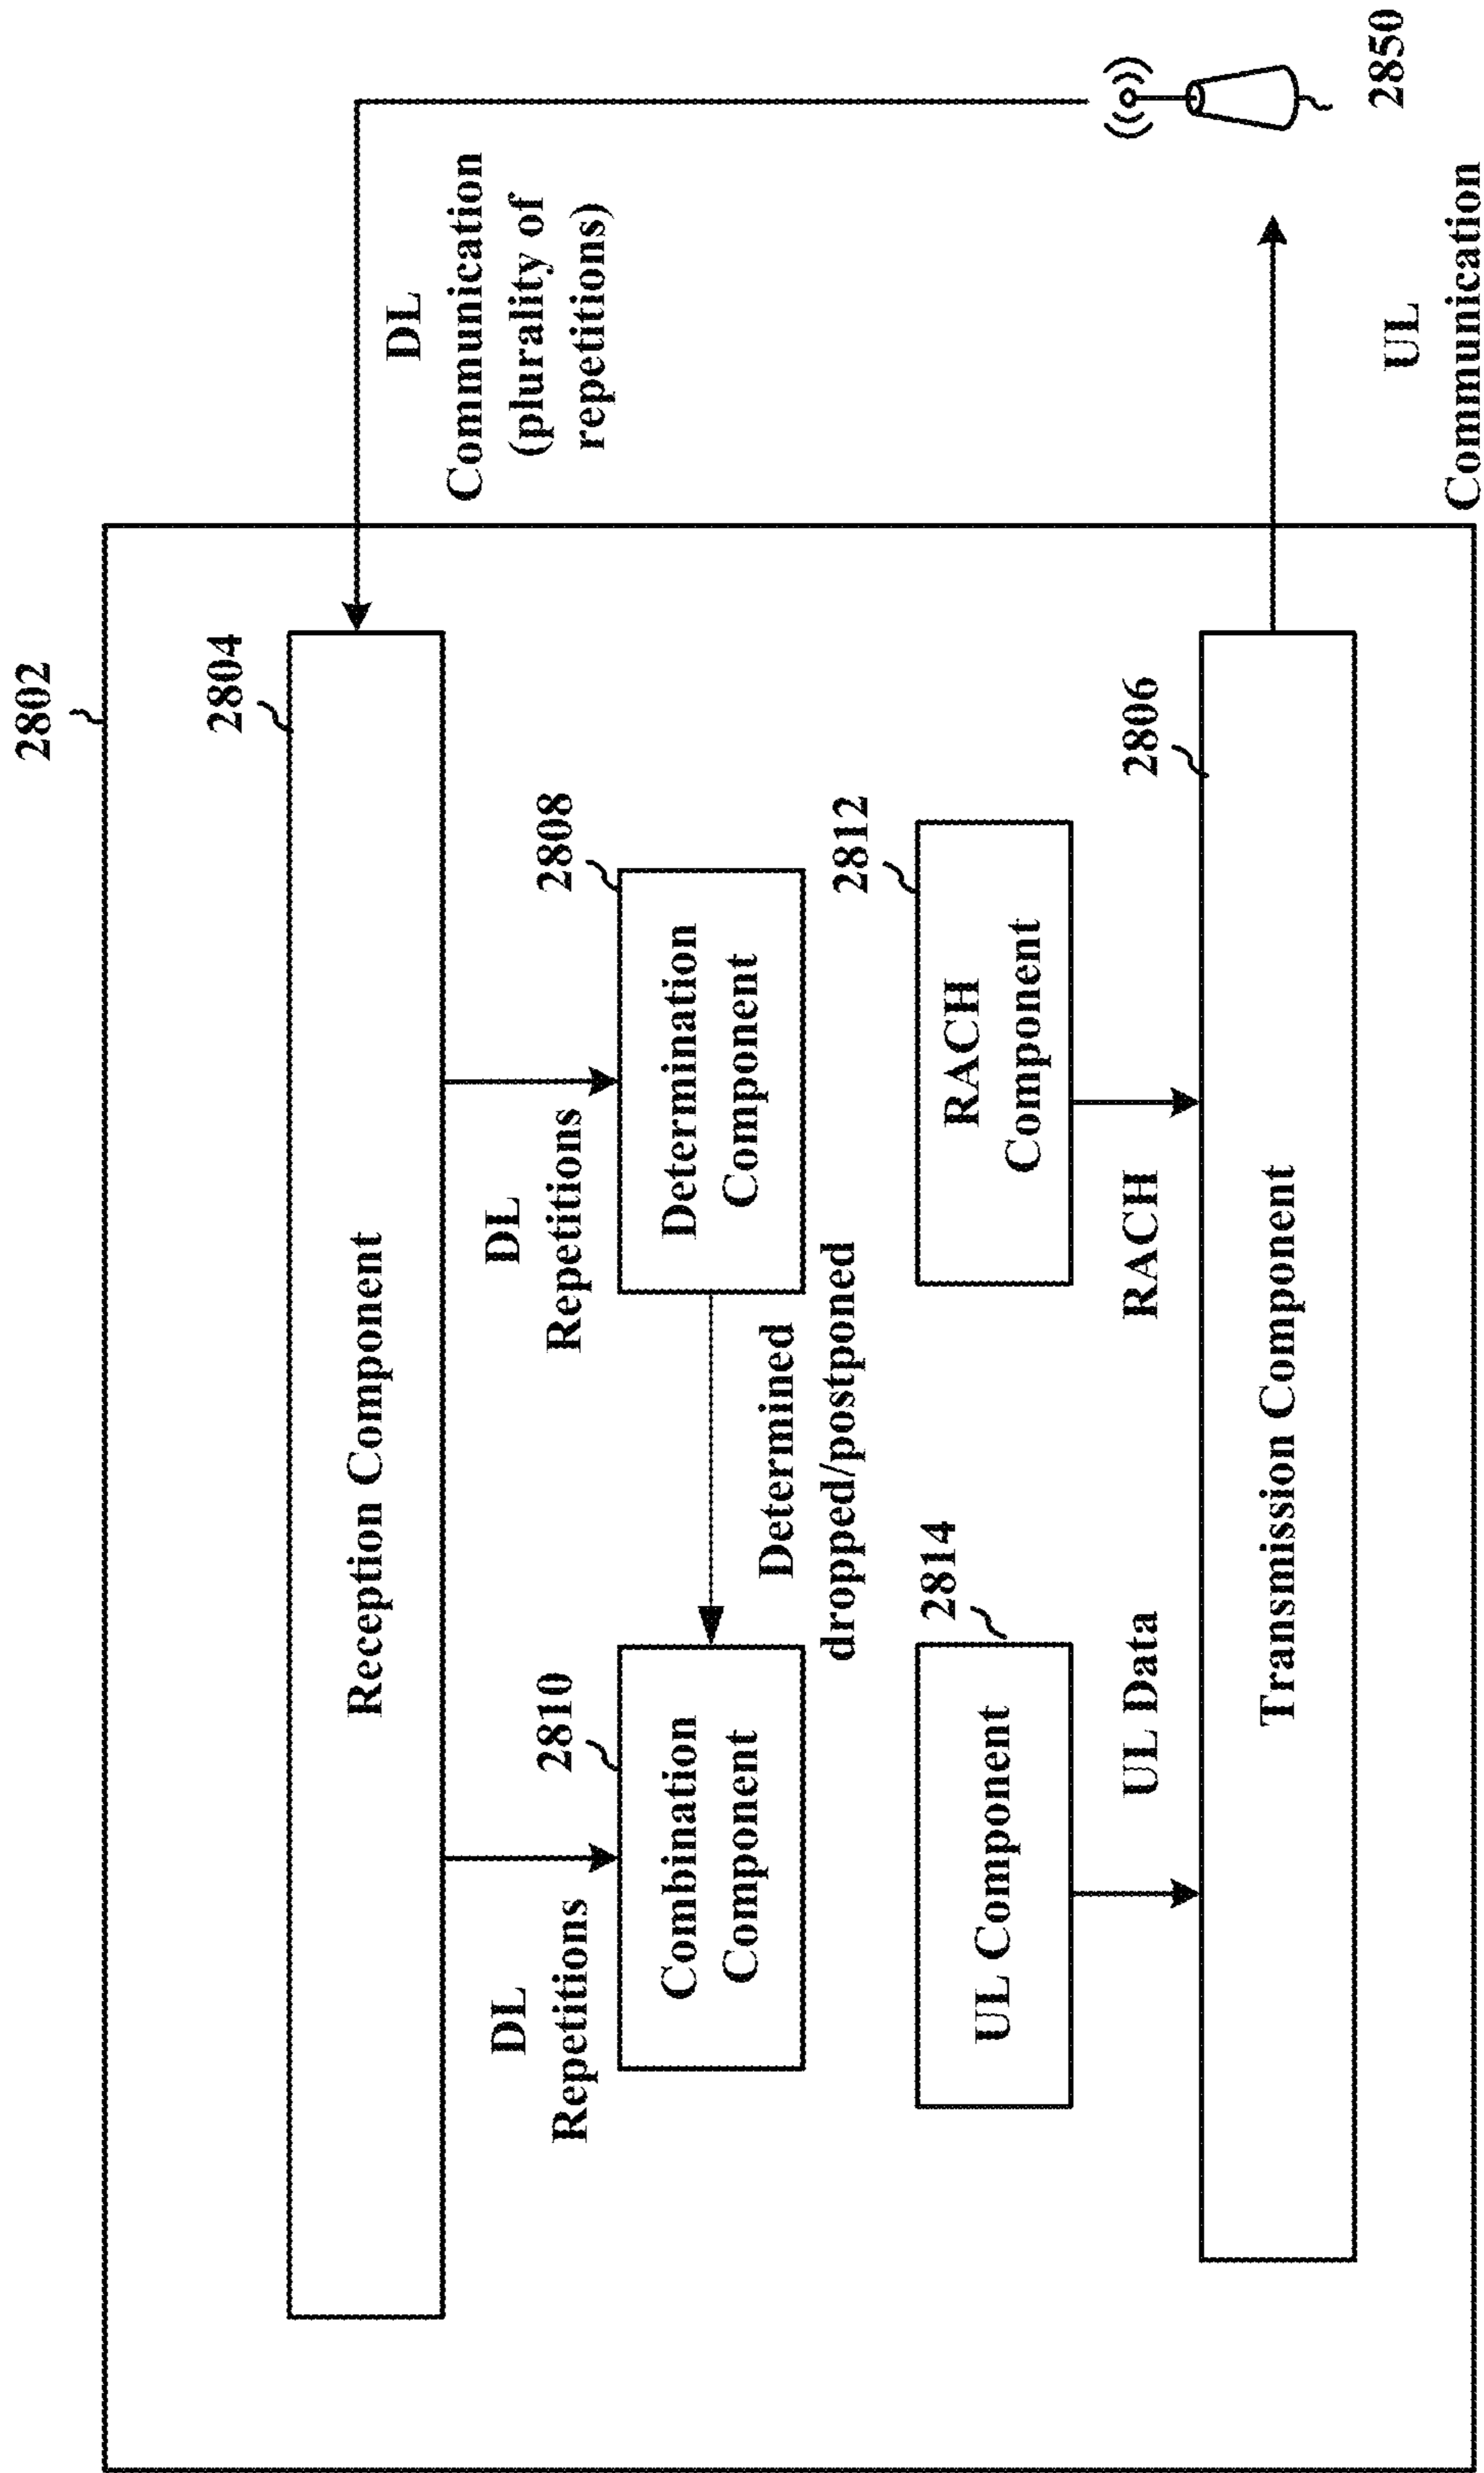 2802
2804
Reception Component
DL
Communication
(plurality of
repetitions)
DL
Repetitions
DL
Repetitions
2810
Combination
Component
Determined
dropped/postponed
2808
Determination
Component
2814
UL Component
2812
RACH
Component
UL Data
RACH
2806
Transmission Component
UL
Communication
2850